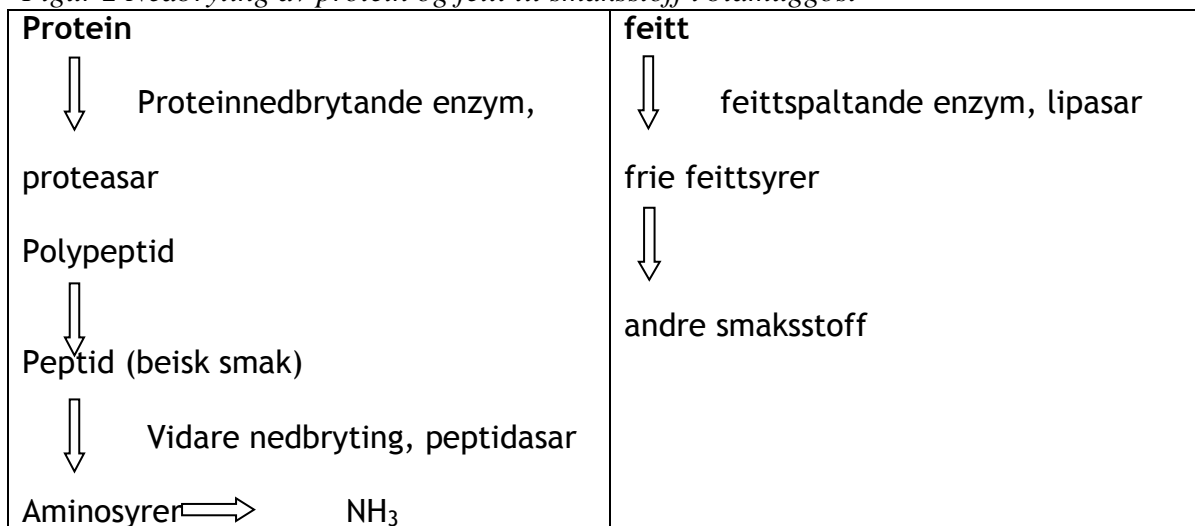 Protein
Proteinnedbrytande enzym,
proteasar
Polypeptid
Peptid (beisk smak)
Vidare nedbryting, peptidasar
Aminosyrer NH₃
feitt
feittspaltande enzym, lipasar
frie feittsyrer
andre smaksstoff